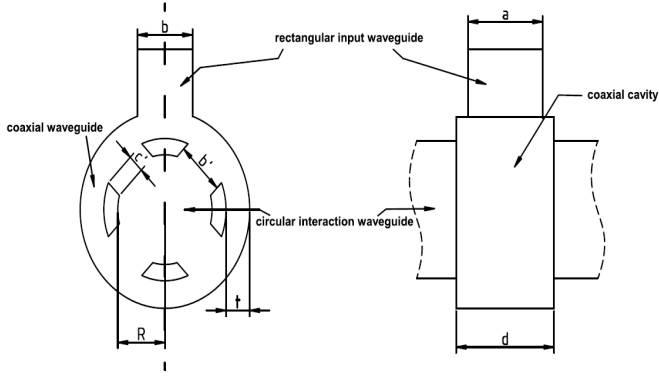 b
a
rectangular input waveguide
coaxial cavity
coaxial waveguide
c'
b'
circular interaction waveguide
t
R
d